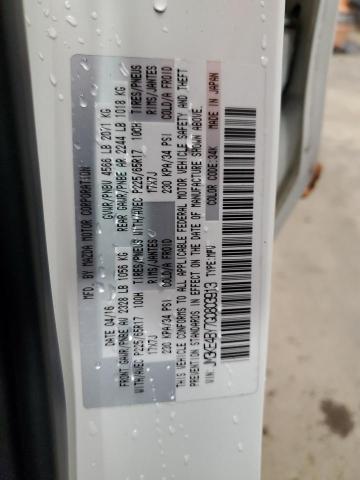 MFD. BY MAZDA MOTOR CORPORATION
DATE 04/16 GVWR/PNBV 4566 LB 2071 KG
FRONT GAWR/PNBE AV 2328 LB 1056 KG REAR GAWR/PNBE AR 2244 LB 1018 KG
WITH/AVEC P225/65R17 100H TIRES/PNEUS WITH/AVEC P225/65R17 100H TIRES/PNEUS
17X7J RIMS/JANTES 17X7J RIMS/JANTES
230 KPA/34 PSI COLD/A FROID 230 KPA/34 PSI COLD/A FROID
THIS VEHICLE CONFORMS TO ALL APPLICABLE FEDERAL MOTOR VEHICLE SAFETY AND THEFT
PREVENTION STANDARDS IN EFFECT ON THE DATE OF MANUFACTURE SHOWN ABOVE.
MADE IN JAPAN
VIN: TYPE: MPV COLOR CODE: 34K